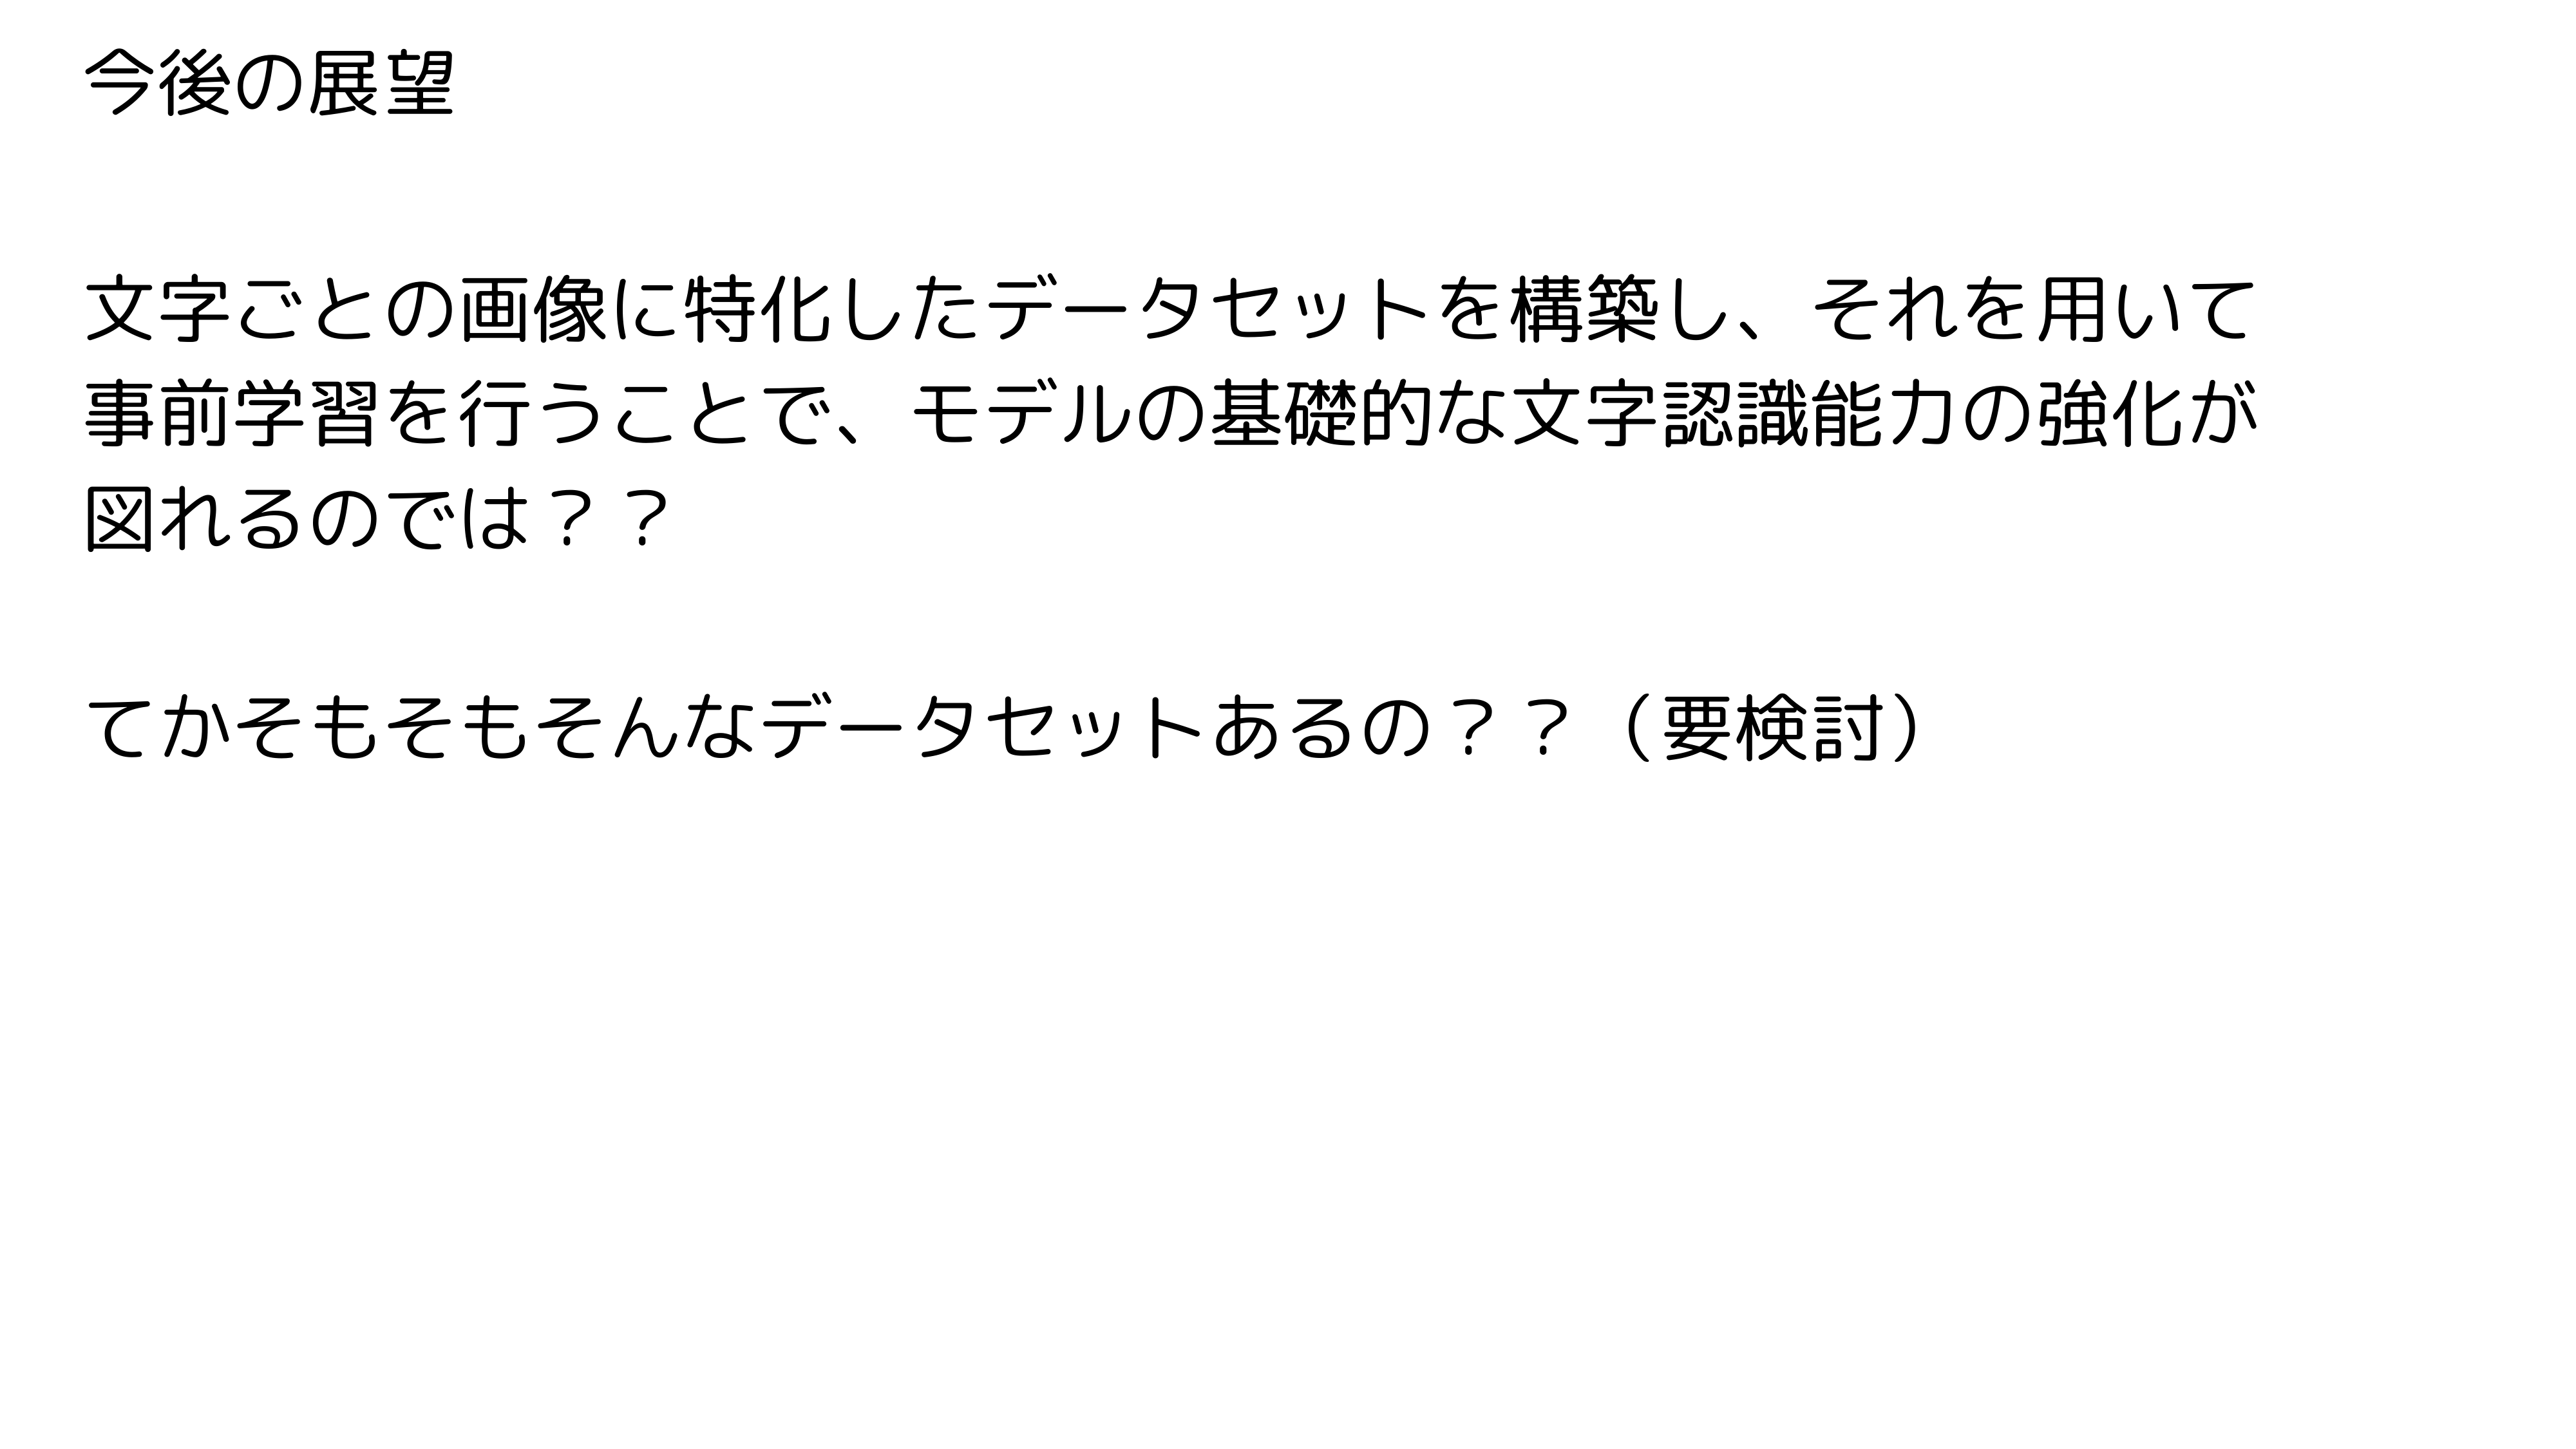 今後の展望
文字ごとの画像に特化したデータセットを構築し、それを用いて
事前学習を行うことで、モデルの基礎的な文字認識能力の強化が
図れるのでは？？
てかそもそもそんなデータセットあるの？？（要検討）